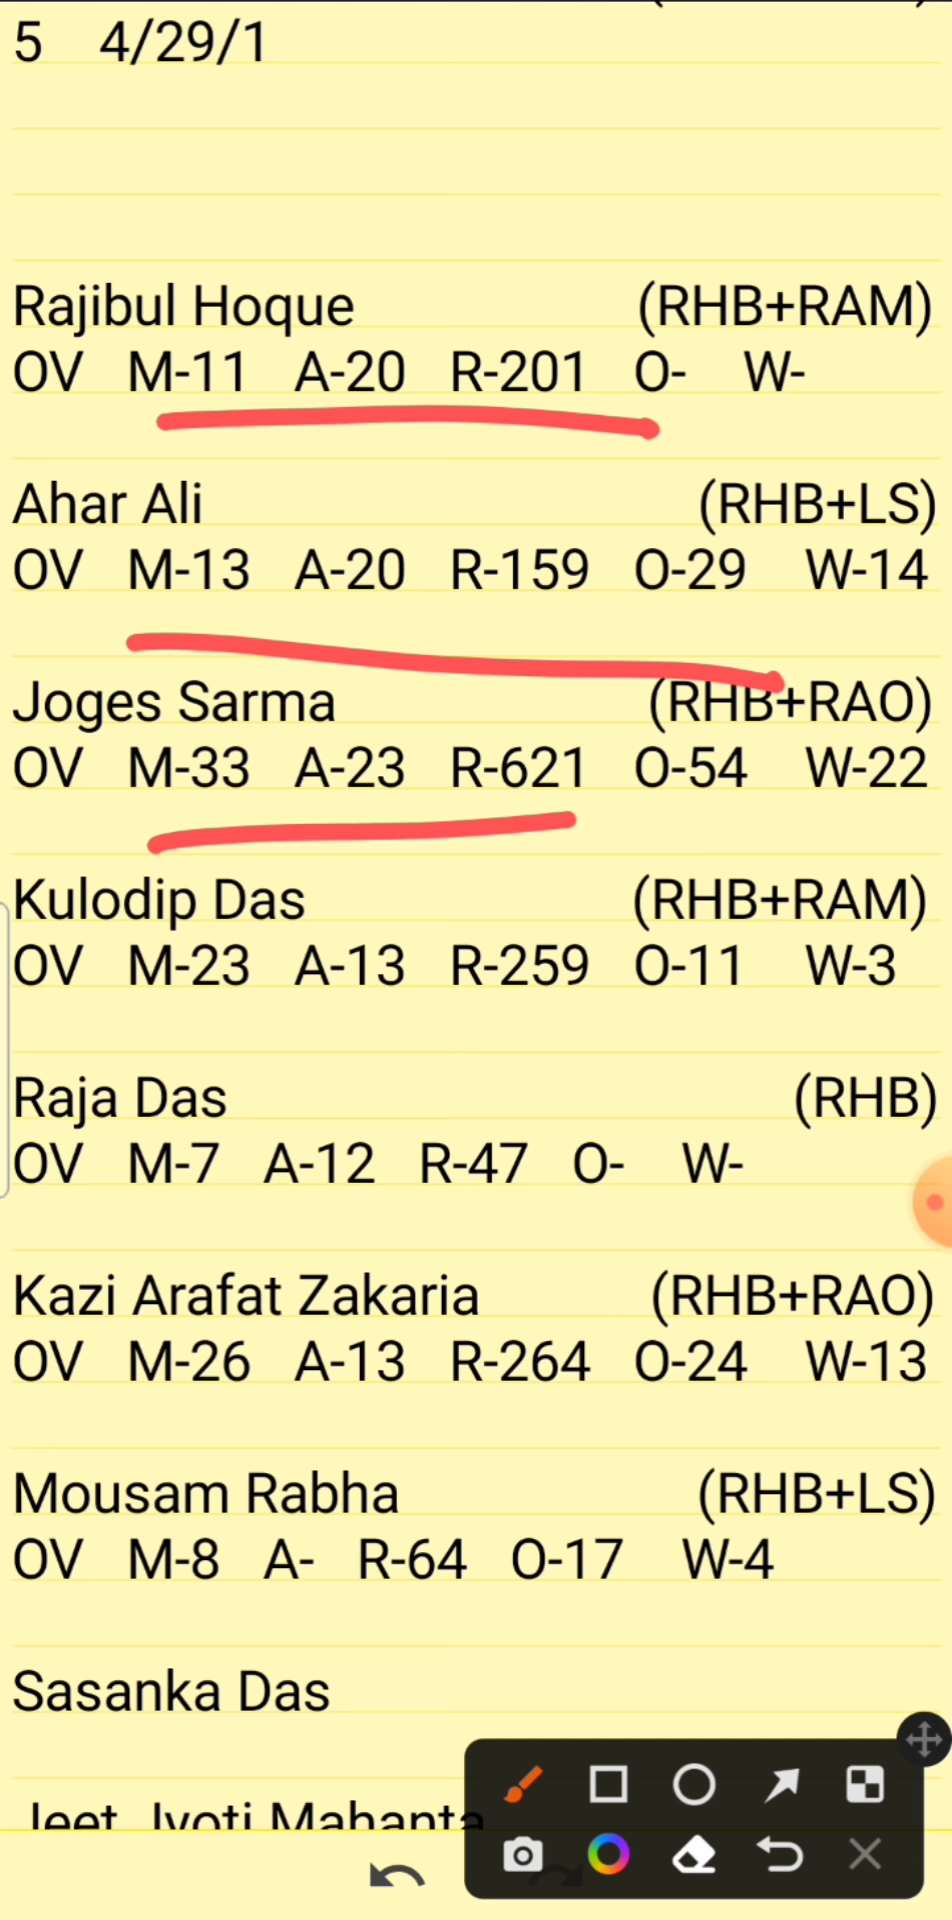 5 4/29/1
Rajibul Hoque (RHB+RAM)
OV M-11 A-20 R-201 O- W-
Ahar Ali (RHB+LS)
OV M-13 A-20 R-159 O-29 W-14
Joges Sarma (RHB+RAO)
OV M-33 A-23 R-621 O-54 W-22
Kulodip Das (RHB+RAM)
OV M-23 A-13 R-259 O-11 W-3
Raja Das (RHB)
OV M-7 A-12 R-47 O- W-
Kazi Arafat Zakaria (RHB+RAO)
OV M-26 A-13 R-264 O-24 W-13
Mousam Rabha (RHB+LS)
OV M-8 A- R-64 O-17 W-4
Sasanka Das
Jeet Jyoti Mahanta